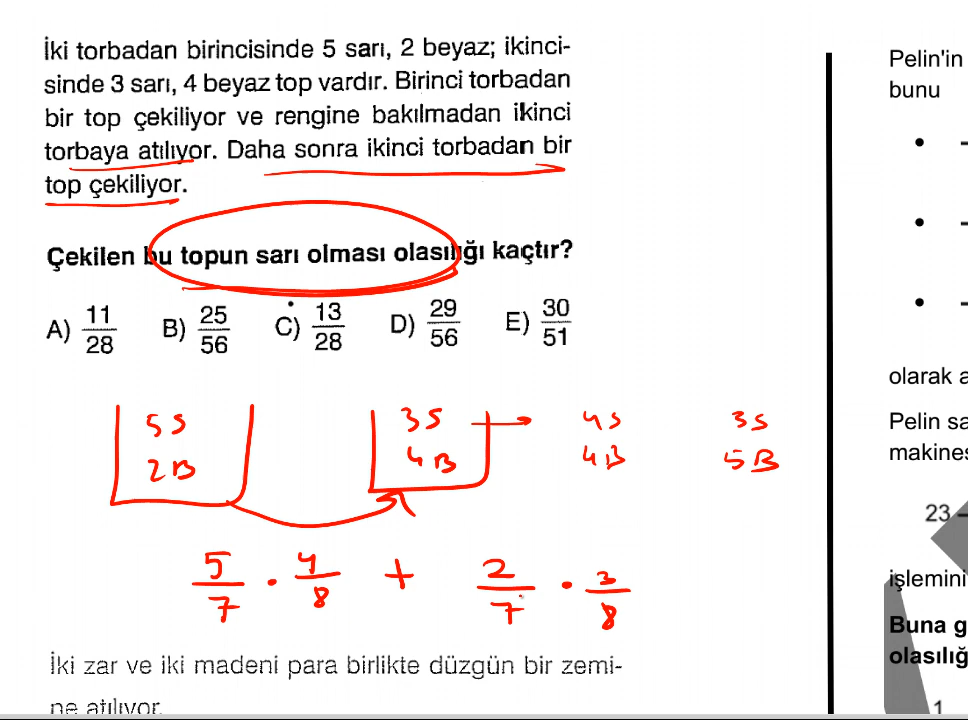 İki torbadan birincisinde 5 sarı, 2 beyaz; ikinci-
sinde 3 sarı, 4 beyaz top vardır. Birinci torbadan
bir top çekiliyor ve rengine bakılmadan ikinci
torbaya atılıyor. Daha sonra ikinci torbadan bir
top çekiliyor.
Çekilen bu topun sarı olması olasılığı kaçtır?
A) 11/28 B) 25/56 C) 13/28 D) 29/56 E) 30/51
5S 3S 4S 3S
2B 4B 4B 5B
5/7 . 4/8 + 2/7 . 3/8
İki zar ve iki madeni para birlikte düzgün bir zemi-
ne atılıyor.
Pelin'in
bunu
• -
• -
• -
olarak a
Pelin sa
makines
23 –
işlemini
Buna g
olasılığ
1